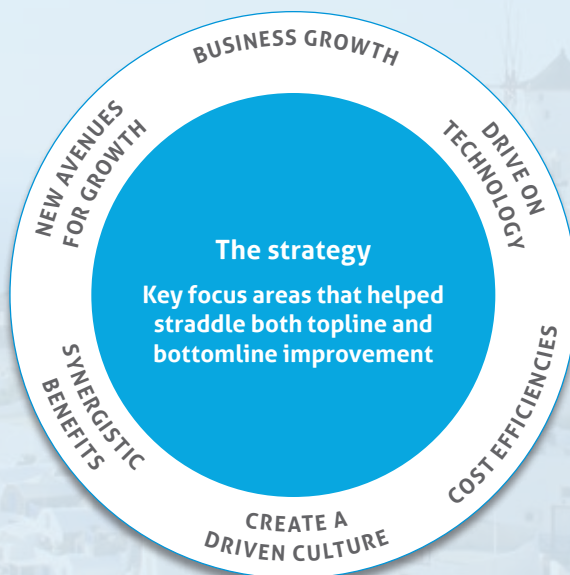 BUSINESS GROWTH
DRIVE ON
TECHNOLOGY
COST EFFICIENCIES
CREATE A
DRIVEN CULTURE
SYNERGISTIC
BENEFITS
NEW AVENUES
FOR GROWTH
The strategy
Key focus areas that helped
straddle both topline and
bottomline improvement